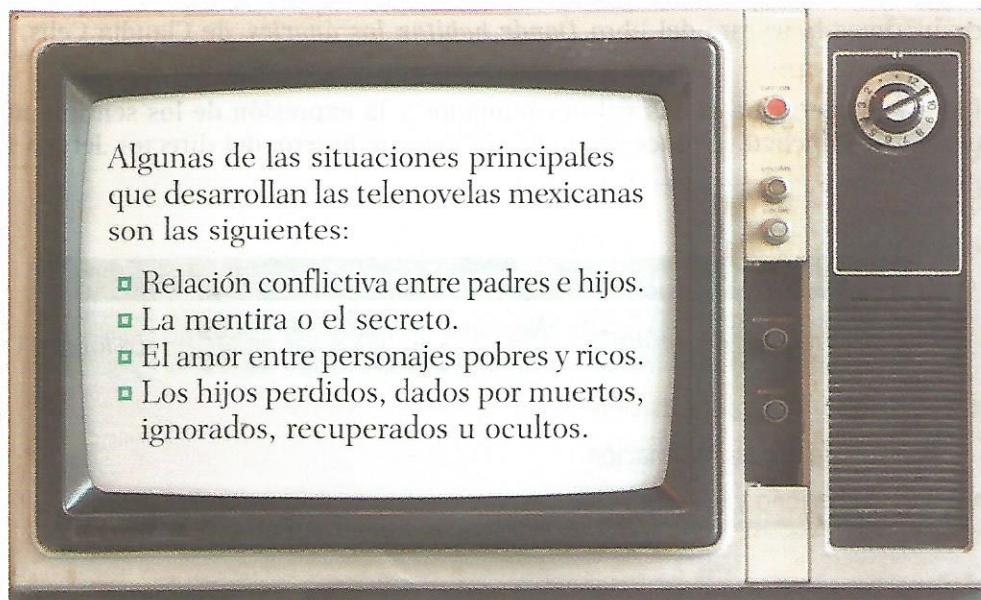 Algunas de las situaciones principales
que desarrollan las telenovelas mexicanas
son las siguientes:
Relación conflictiva entre padres e hijos.
La mentira o el secreto.
El amor entre personajes pobres y ricos.
Los hijos perdidos, dados por muertos,
ignorados, recuperados u ocultos.